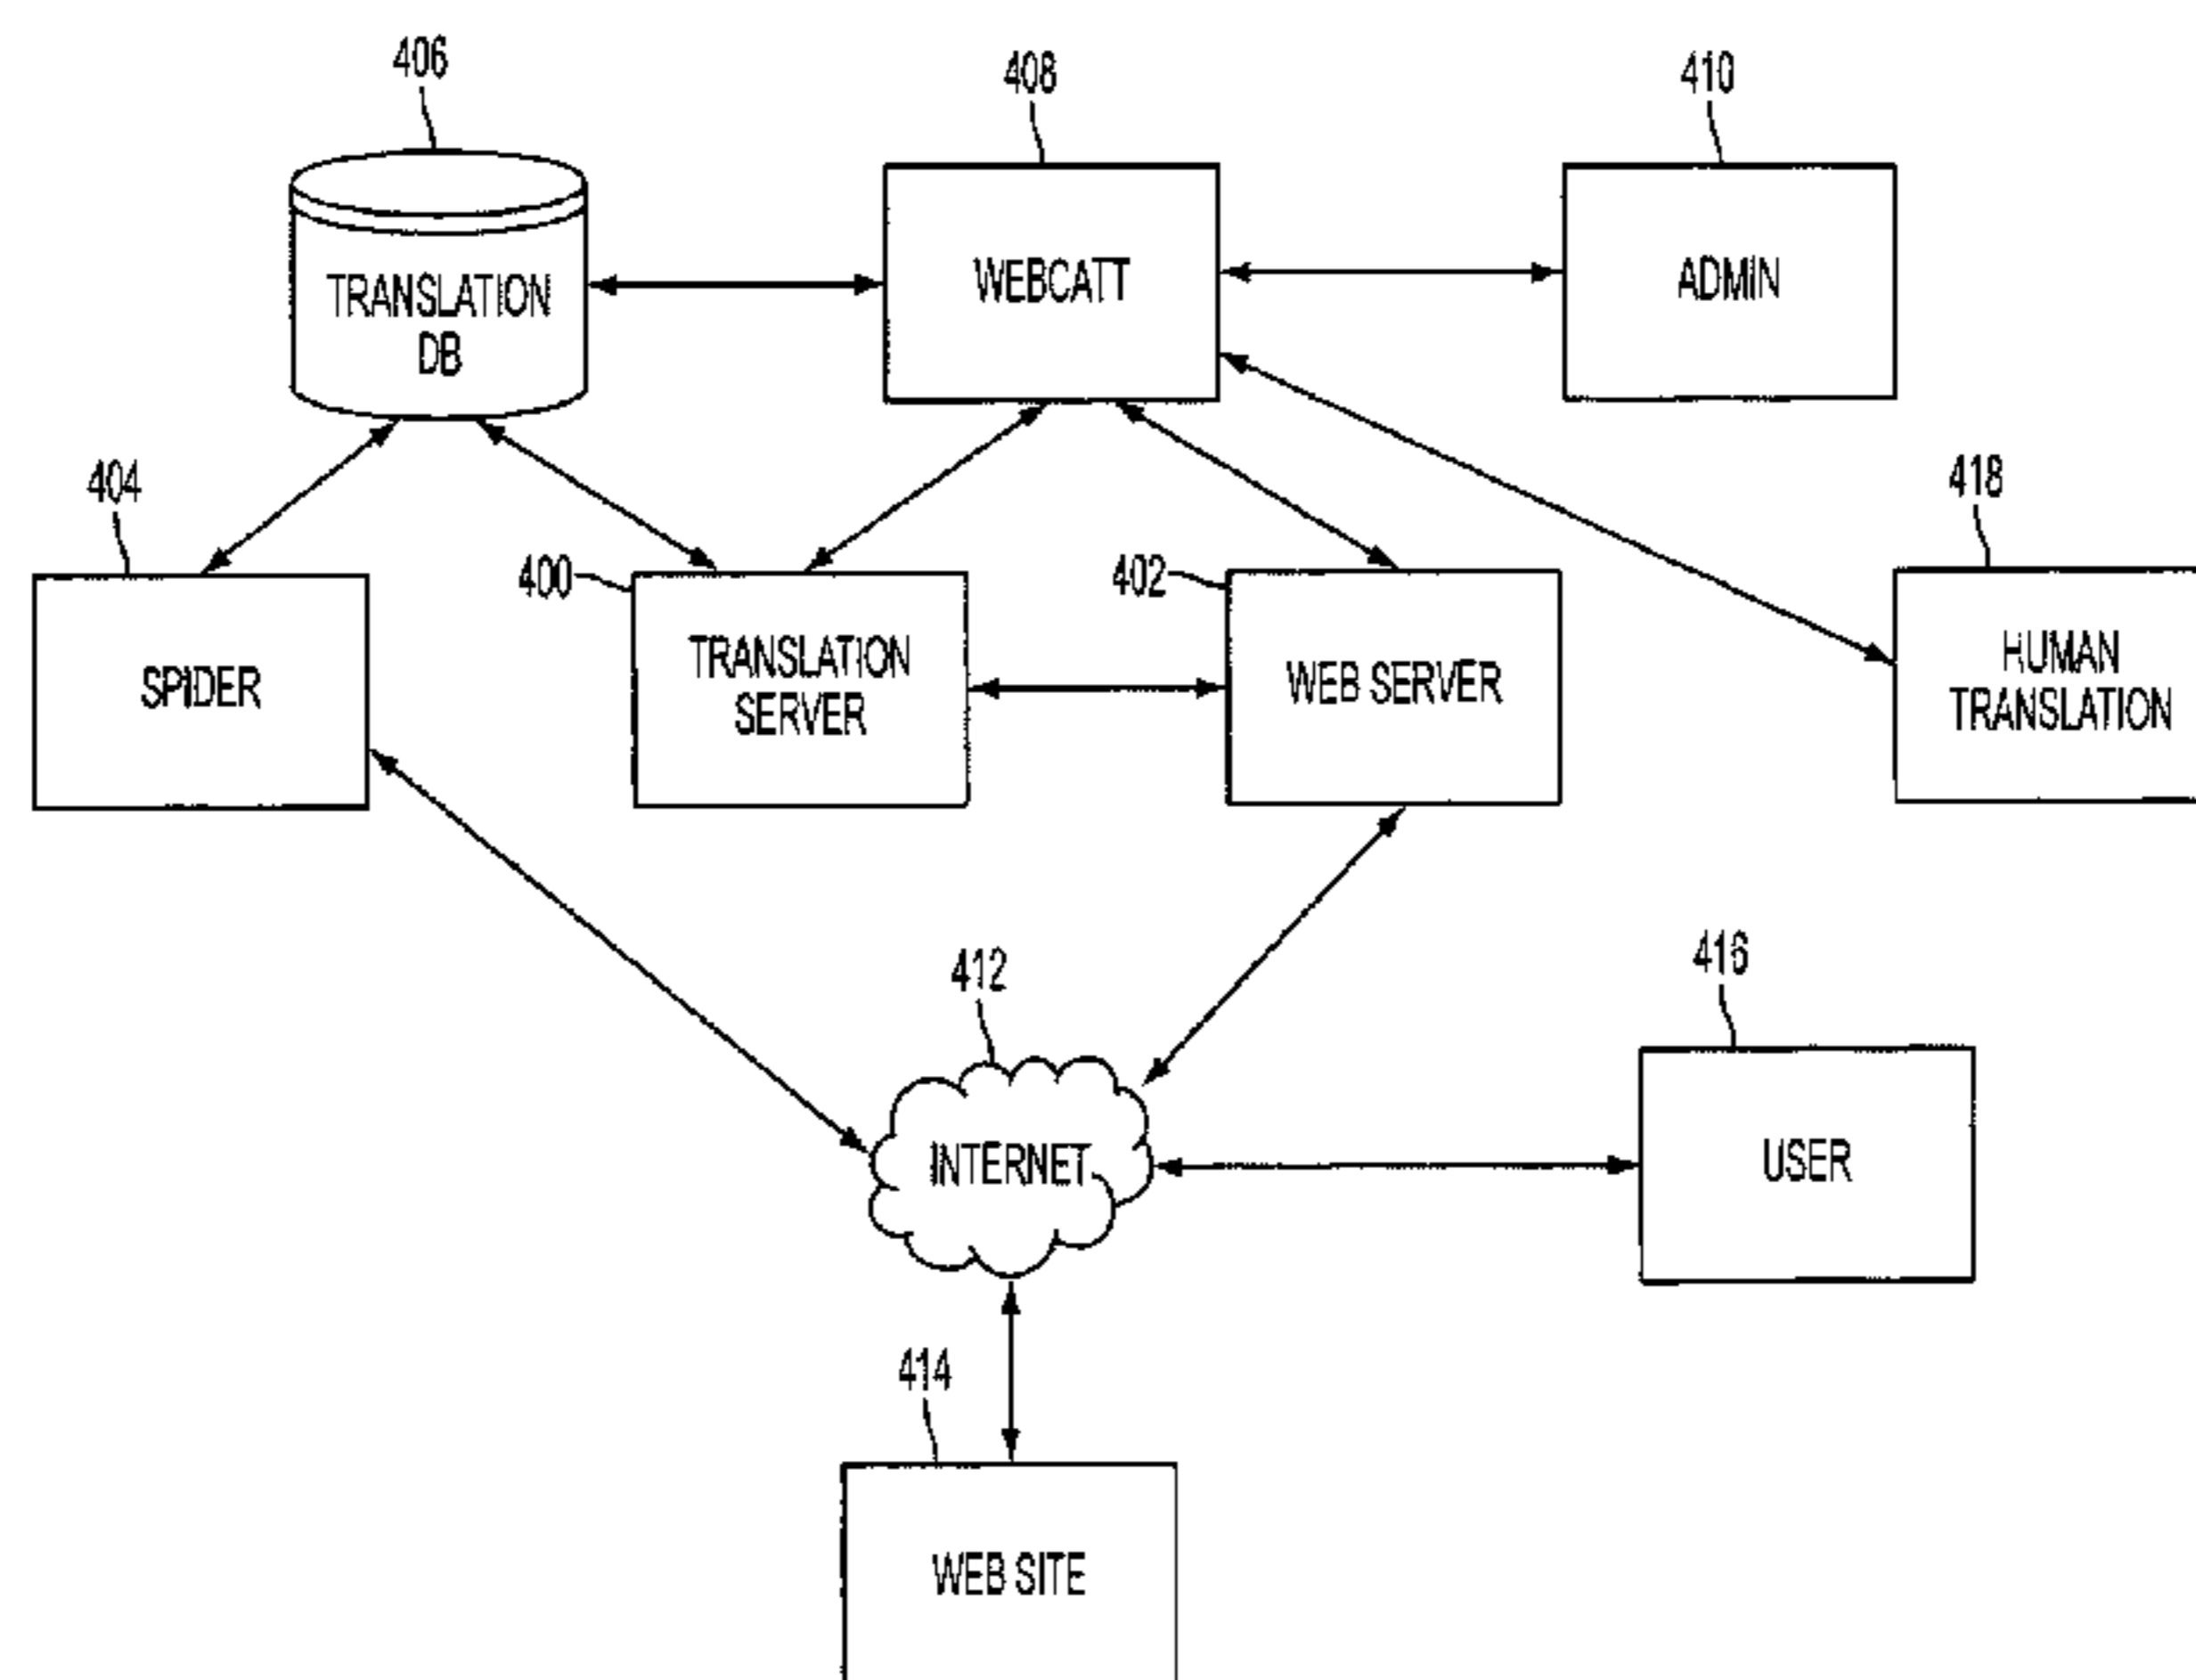 406
408
410
TRANSLATION
DB
WEBCATT
ADMIN
404
400
402
418
SPIDER
TRANSLATION
SERVER
WEB SERVER
HUMAN
TRANSLATION
412
416
INTERNET
USER
414
WEB SITE